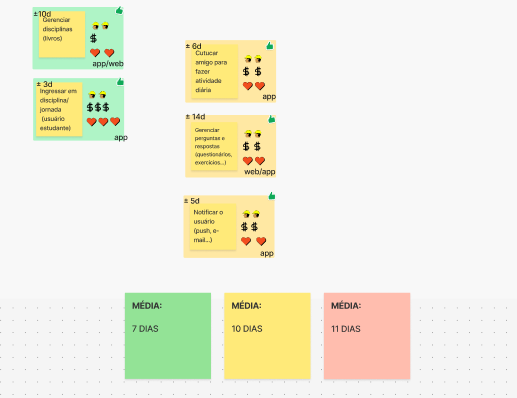 ±10d
Gerenciar
disciplinas
(livros)
$
app/web
± 3d
Ingressar em
disciplina/
jornada
(usuário
estudante)
$$$
app
± 6d
Cutucar
amigo para
fazer
atividade
diária
$ $
app
± 14d
Gerenciar
perguntas e
respostas
(questionários,
exercícios...)
$ $
web/app
± 5d
Notificar o
usuário
(push, e-
mail...)
$ $
app
MÉDIA:
7 DIAS
MÉDIA:
10 DIAS
MÉDIA:
11 DIAS